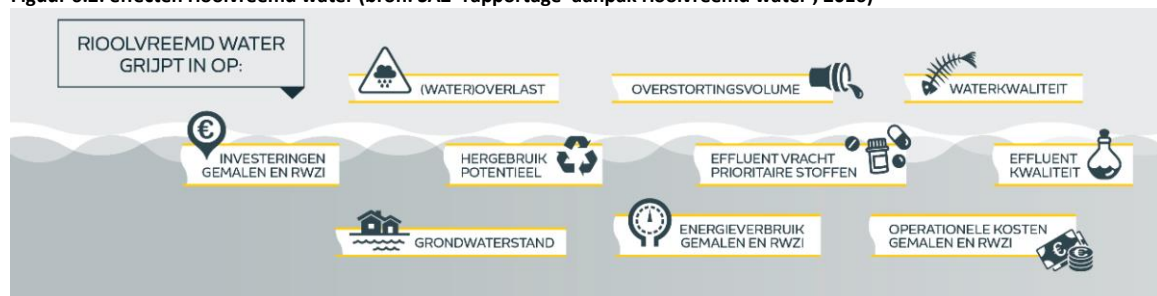 RIOOLVREEMD WATER
GRIJPT IN OP:
(WATER)OVERLAST
OVERSTORTINGSVOLUME
WATERKWALITEIT
INVESTERINGEN
GEMALEN EN RWZI
HERGEBRUIK
POTENTIEEL
EFFLUENT VRACHT
PRIORITAIRE STOFFEN
EFFLUENT
KWALITEIT
GRONDWATERSTAND
ENERGIEVERBRUIK
GEMALEN EN RWZI
OPERATIONELE KOSTEN
GEMALEN EN RWZI